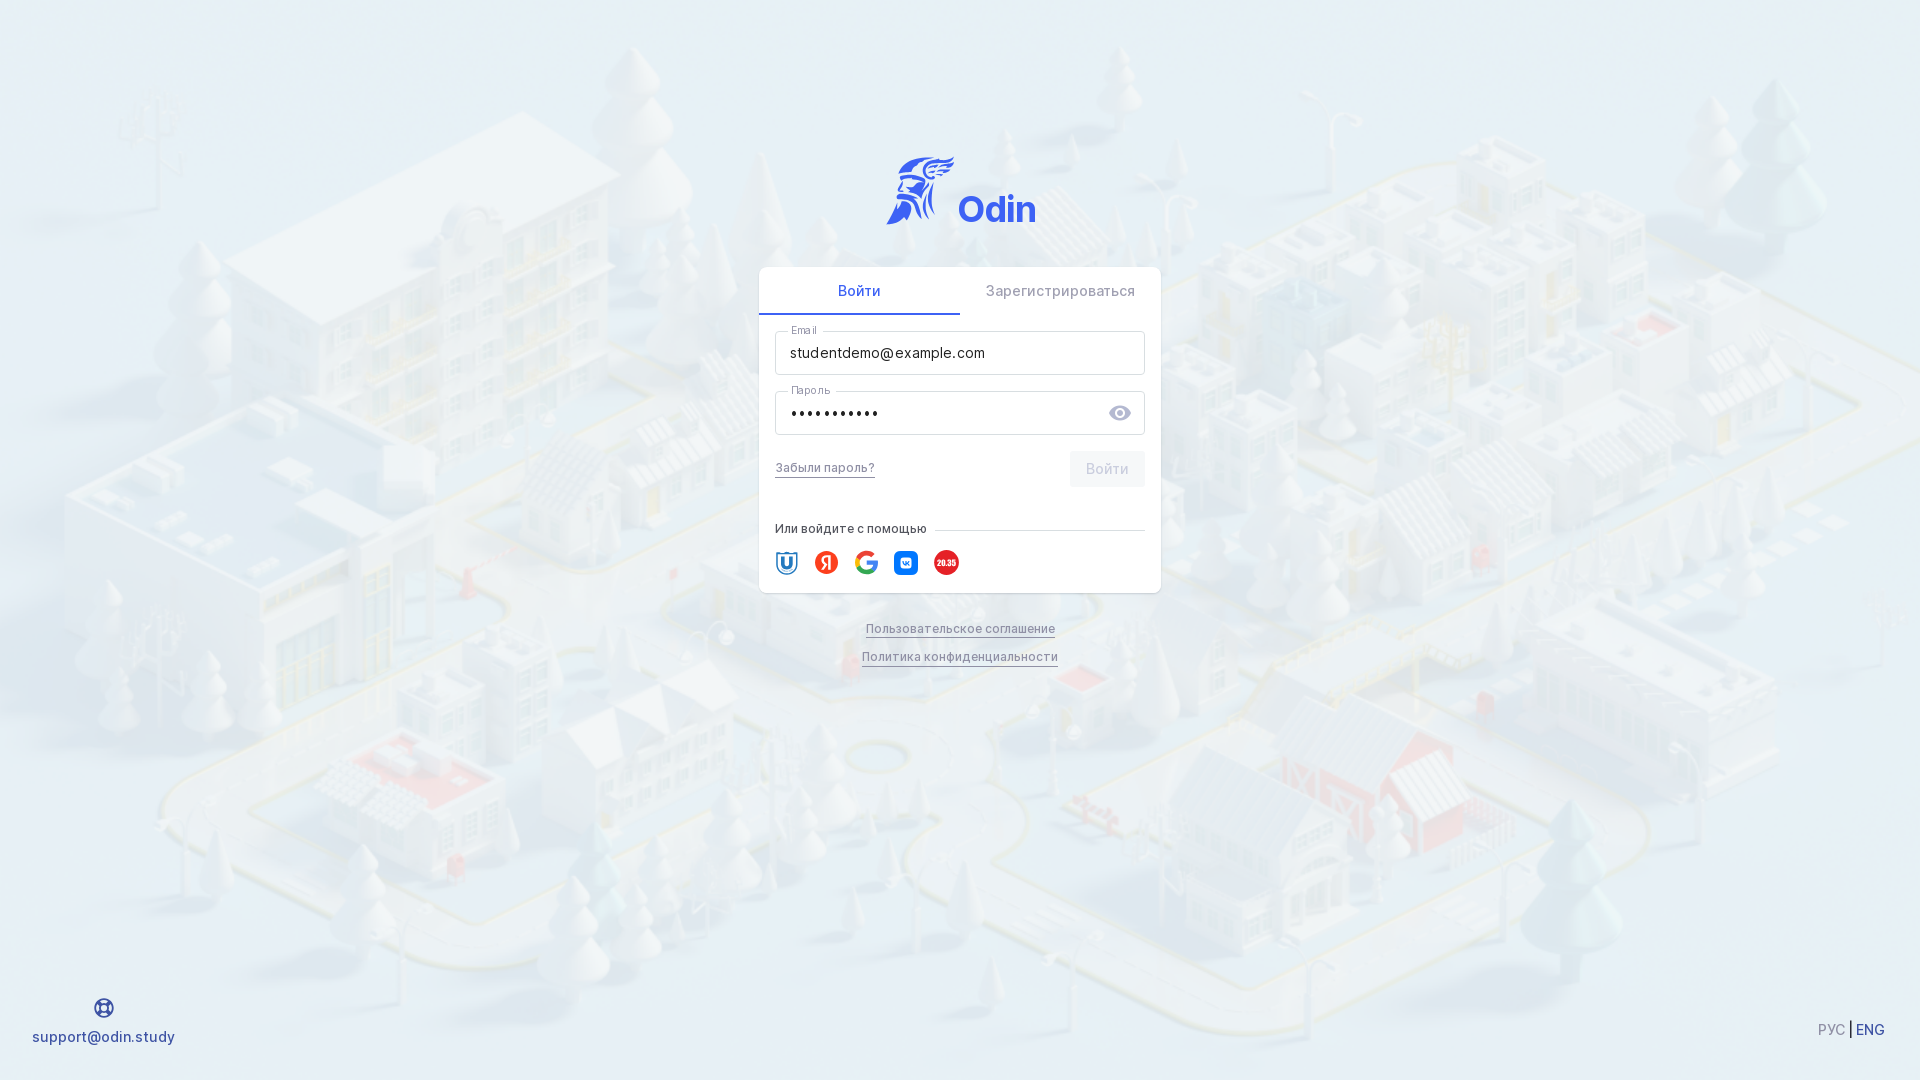 Odin
Войти
Зарегистрироваться
Email
studentdemo@example.com
Пароль
•••••••••••
Забыли пароль?
Войти
Или войдите с помощью
U
Я
G
VK
20.35
Пользовательское соглашение
Политика конфиденциальности
support@odin.study
РУС | ENG